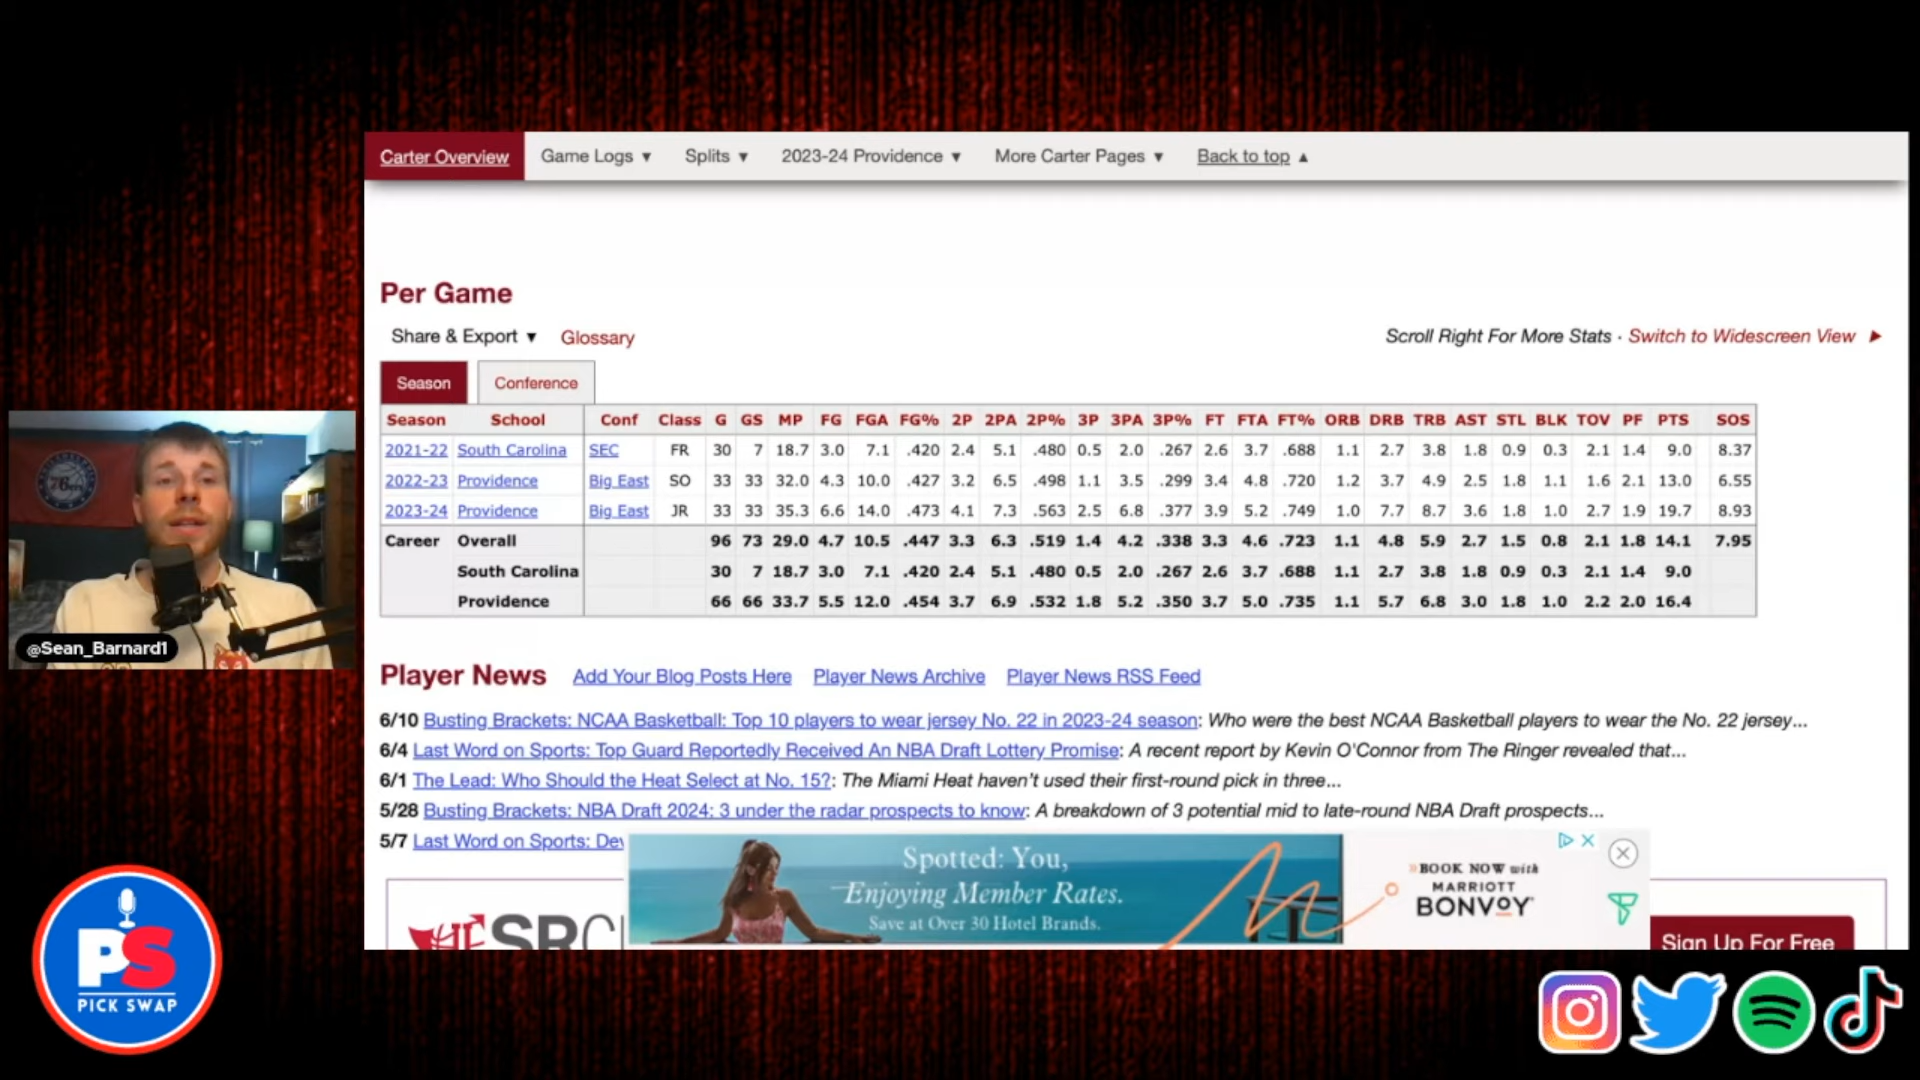 Carter Overview Game Logs ▼ Splits ▼ 2023-24 Providence ▼ More Carter Pages ▼ Back to top ▲
Per Game
Share & Export ▼ Glossary Scroll Right For More Stats · Switch to Widescreen View ►
Season Conference
Season School Conf Class G GS MP FG FGA FG% 2P 2PA 2P% 3P 3PA 3P% FT FTA FT% ORB DRB TRB AST STL BLK TOV PF PTS SOS
2021-22 South Carolina SEC FR 30 7 18.7 3.0 7.1 .420 2.4 5.1 .480 0.5 2.0 .267 2.6 3.7 .688 1.1 2.7 3.8 1.8 0.9 0.3 2.1 1.4 9.0 8.37
2022-23 Providence Big East SO 33 33 32.0 4.3 10.0 .427 3.2 6.5 .498 1.1 3.5 .299 3.4 4.8 .720 1.2 3.7 4.9 2.5 1.8 1.1 1.6 2.1 13.0 6.55
2023-24 Providence Big East JR 33 33 35.3 6.6 14.0 .473 4.1 7.3 .563 2.5 6.8 .377 3.9 5.2 .749 1.0 7.7 8.7 3.6 1.8 1.0 2.7 1.9 19.7 8.93
Career Overall 96 73 29.0 4.7 10.5 .447 3.3 6.3 .519 1.4 4.2 .338 3.3 4.6 .723 1.1 4.8 5.9 2.7 1.5 0.8 2.1 1.8 14.1 7.95
South Carolina 30 7 18.7 3.0 7.1 .420 2.4 5.1 .480 0.5 2.0 .267 2.6 3.7 .688 1.1 2.7 3.8 1.8 0.9 0.3 2.1 1.4 9.0
Providence 66 66 33.7 5.5 12.0 .454 3.7 6.9 .532 1.8 5.2 .350 3.7 5.0 .735 1.1 5.7 6.8 3.0 1.8 1.0 2.2 2.0 16.4
76ers
@Sean_Barnard1
Player News Add Your Blog Posts Here Player News Archive Player News RSS Feed
6/10 Busting Brackets: NCAA Basketball: Top 10 players to wear jersey No. 22 in 2023-24 season: Who were the best NCAA Basketball players to wear the No. 22 jersey...
6/4 Last Word on Sports: Top Guard Reportedly Received An NBA Draft Lottery Promise: A recent report by Kevin O'Connor from The Ringer revealed that...
6/1 The Lead: Who Should the Heat Select at No. 15?: The Miami Heat haven't used their first-round pick in three...
5/28 Busting Brackets: NBA Draft 2024: 3 under the radar prospects to know: A breakdown of 3 potential mid to late-round NBA Draft prospects...
5/7 Last Word on Sports:
Spotted: You,
Enjoying Member Rates.
Save at Over 30 Hotel Brands.
BOOK NOW with
MARRIOTT
BONVOY
Sign Up For Free
PS
PICK SWAP